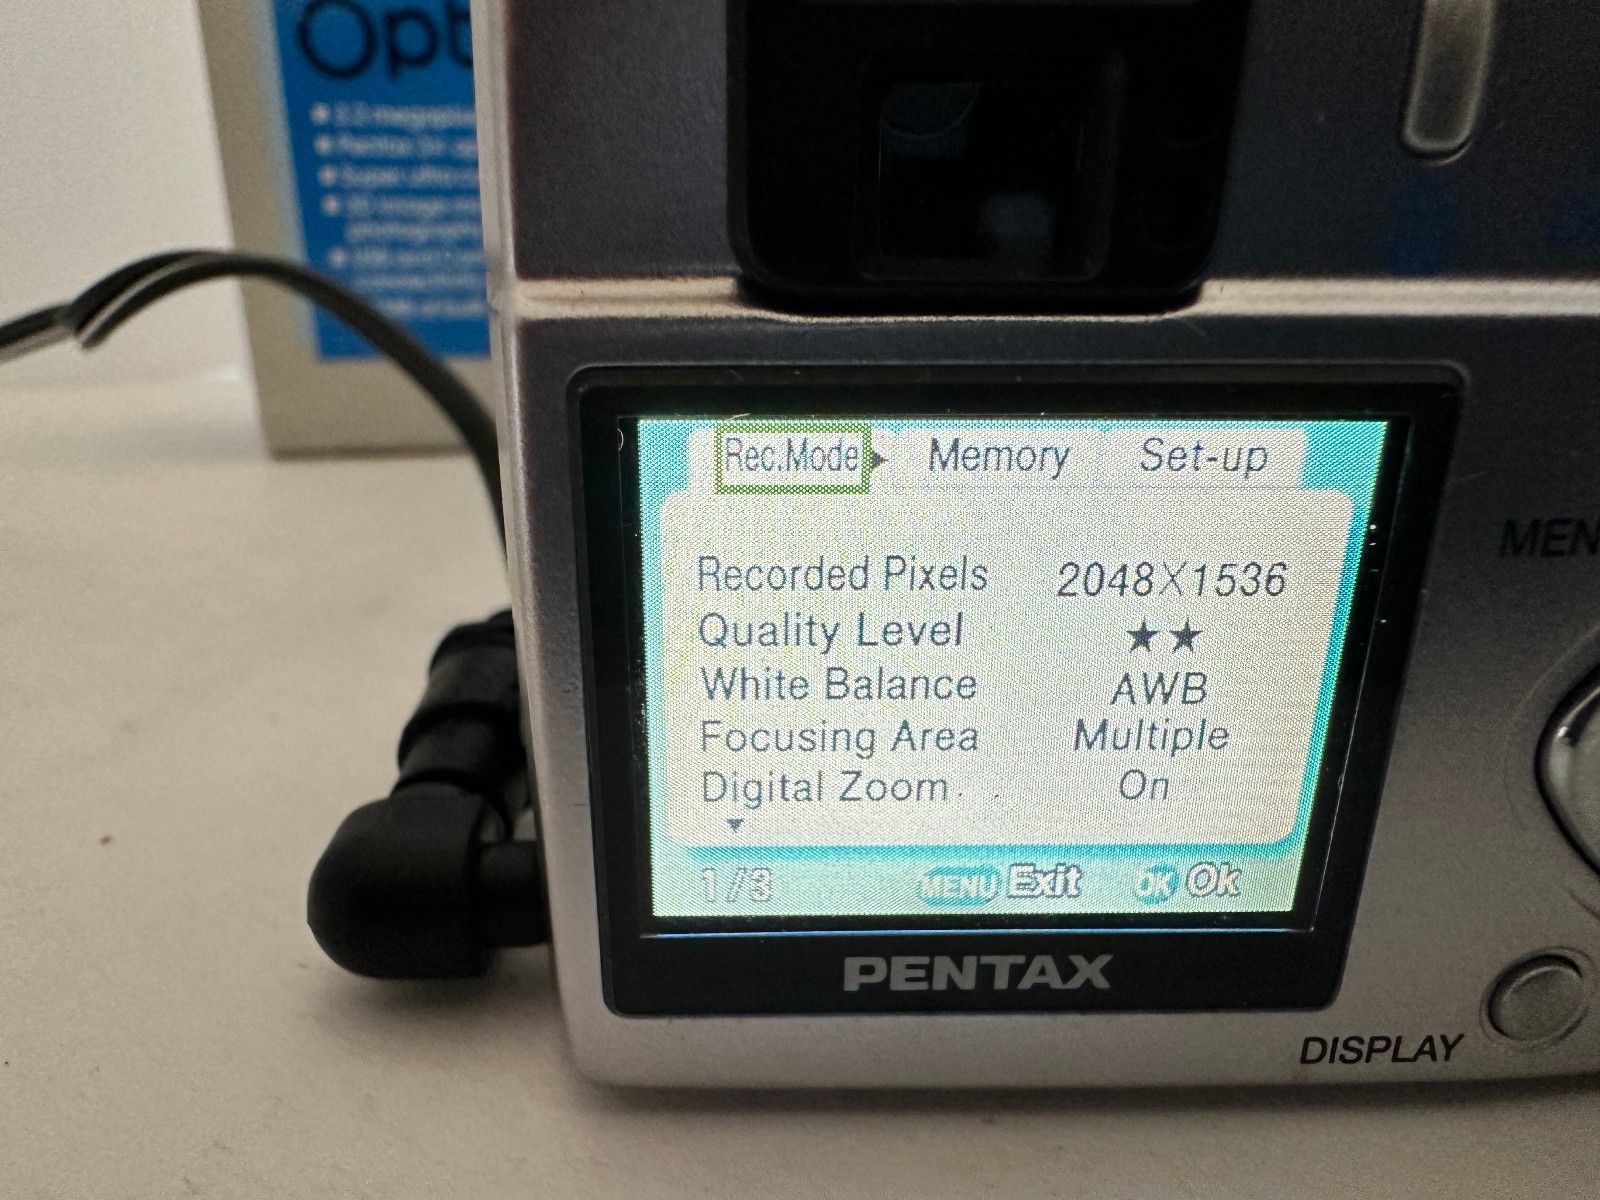 Opt
Rec.Mode Memory Set-up
Recorded Pixels 2048X1536
Quality Level ★★
White Balance AWB
Focusing Area Multiple
Digital Zoom On
1/3 MENU Exit OK Ok
PENTAX
MEN
DISPLAY